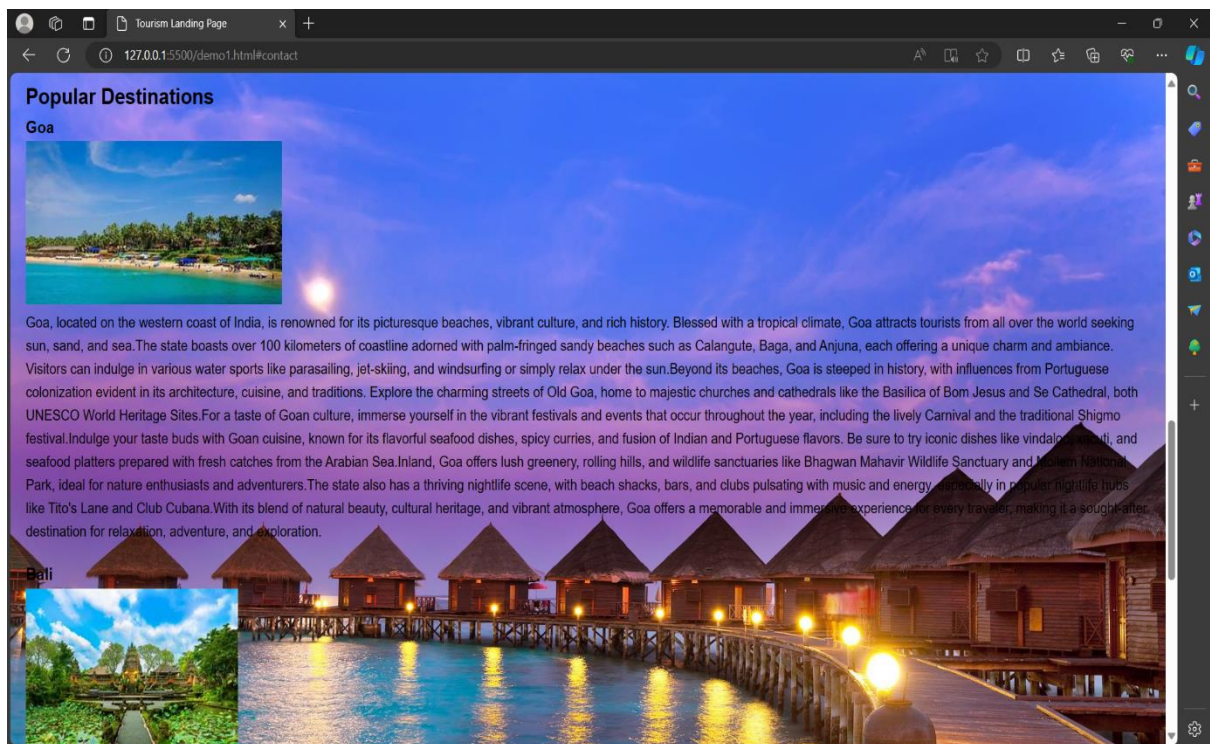 Tourism Landing Page
127.0.0.1:5500/demo1.html#contact
Popular Destinations
Goa
Goa, located on the western coast of India, is renowned for its picturesque beaches, vibrant culture, and rich history. Blessed with a tropical climate, Goa attracts tourists from all over the world seeking
sun, sand, and sea.The state boasts over 100 kilometers of coastline adorned with palm-fringed sandy beaches such as Calangute, Baga, and Anjuna, each offering a unique charm and ambiance.
Visitors can indulge in various water sports like parasailing, jet-skiing, and windsurfing or simply relax under the sun.Beyond its beaches, Goa is steeped in history, with influences from Portuguese
colonization evident in its architecture, cuisine, and traditions. Explore the charming streets of Old Goa, home to majestic churches and cathedrals like the Basilica of Bom Jesus and Se Cathedral, both
UNESCO World Heritage Sites.For a taste of Goan culture, immerse yourself in the vibrant festivals and events that occur throughout the year, including the lively Carnival and the traditional Shigmo
festival.Indulge your taste buds with Goan cuisine, known for its flavorful seafood dishes, spicy curries, and fusion of Indian and Portuguese flavors. Be sure to try iconic dishes like vindaloo, xacuti, and
seafood platters prepared with fresh catches from the Arabian Sea.Inland, Goa offers lush greenery, rolling hills, and wildlife sanctuaries like Bhagwan Mahavir Wildlife Sanctuary and Mollem National
Park, ideal for nature enthusiasts and adventurers.The state also has a thriving nightlife scene, with beach shacks, bars, and clubs pulsating with music and energy, especially in popular nightlife hubs
like Tito's Lane and Club Cubana.With its blend of natural beauty, cultural heritage, and vibrant atmosphere, Goa offers a memorable and immersive experience for every traveler, making it a sought-after
destination for relaxation, adventure, and exploration.
Bali